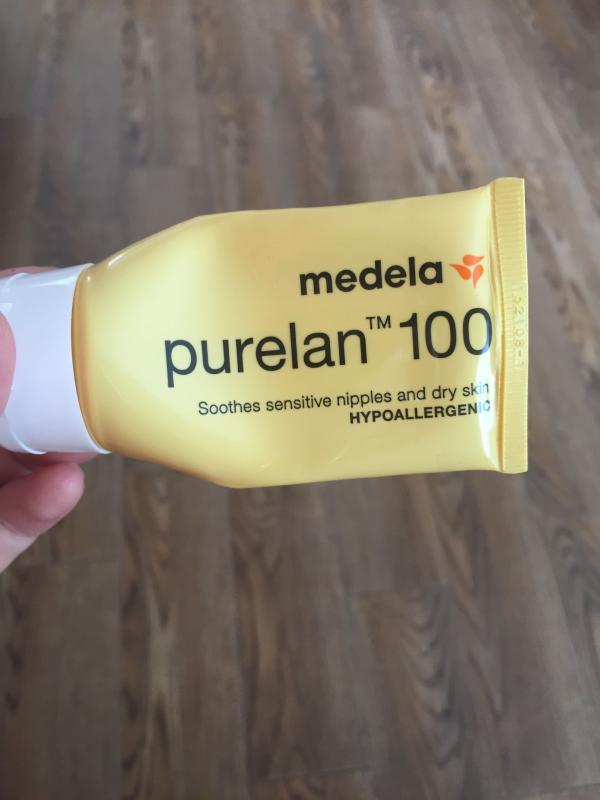 medela
purelan™ 100
Soothes sensitive nipples and dry skin
HYPOALLERGENIC